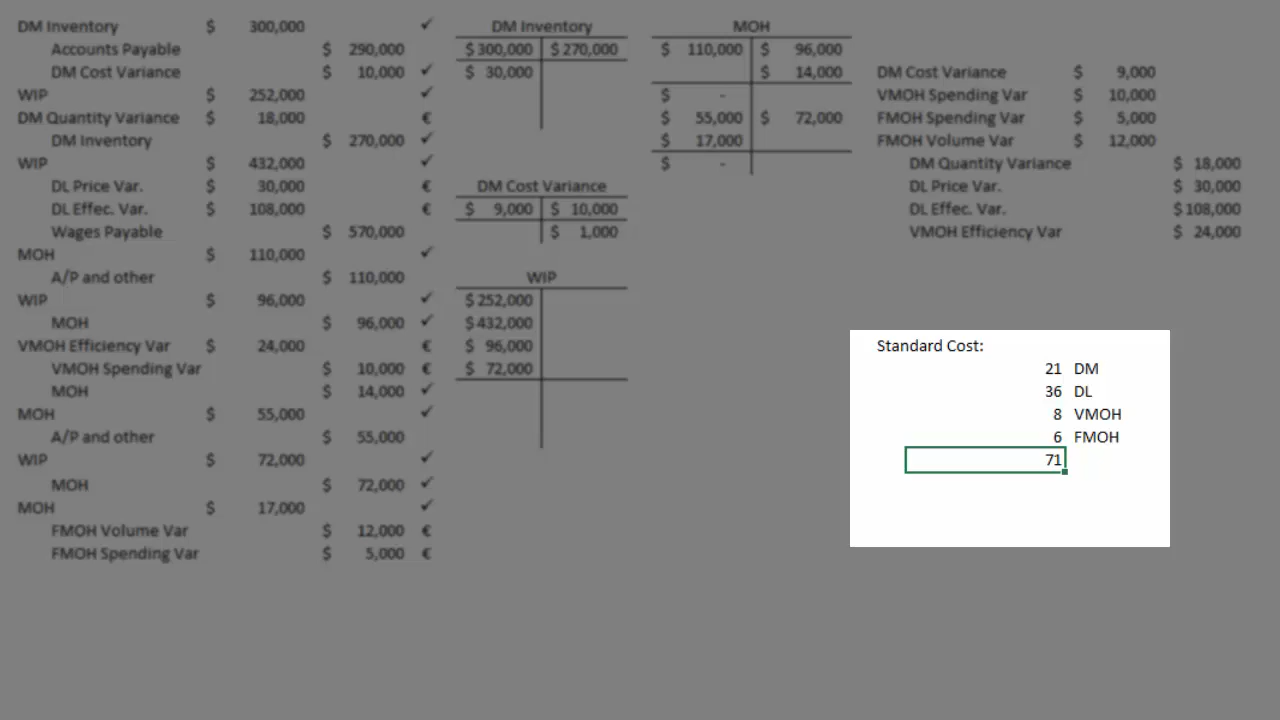 DM Inventory $ 300,000 ✓
Accounts Payable $ 290,000
DM Cost Variance $ 10,000 ✓
WIP $ 252,000 ✓
DM Quantity Variance $ 18,000 €
DM Inventory $ 270,000 ✓
WIP $ 432,000 ✓
DL Price Var. $ 30,000 €
DL Effec. Var. $ 108,000 €
Wages Payable $ 570,000
MOH $ 110,000 ✓
A/P and other $ 110,000
WIP $ 96,000 ✓
MOH $ 96,000 ✓
VMOH Efficiency Var $ 24,000 €
VMOH Spending Var $ 10,000 €
MOH $ 14,000 ✓
MOH $ 55,000 ✓
A/P and other $ 55,000
WIP $ 72,000 ✓
MOH $ 72,000 ✓
MOH $ 17,000 ✓
FMOH Volume Var $ 12,000 €
FMOH Spending Var $ 5,000 €
DM Inventory
$ 300,000 $ 270,000
$ 30,000
DM Cost Variance
$ 9,000 $ 10,000
$ 1,000
WIP
$ 252,000
$ 432,000
$ 96,000
$ 72,000
MOH
$ 110,000 $ 96,000
$ 14,000
$ -
$ 55,000 $ 72,000
$ 17,000
$ -
DM Cost Variance $ 9,000
VMOH Spending Var $ 10,000
FMOH Spending Var $ 5,000
FMOH Volume Var $ 12,000
DM Quantity Variance $ 18,000
DL Price Var. $ 30,000
DL Effec. Var. $ 108,000
VMOH Efficiency Var $ 24,000
Standard Cost:
21 DM
36 DL
8 VMOH
6 FMOH
71